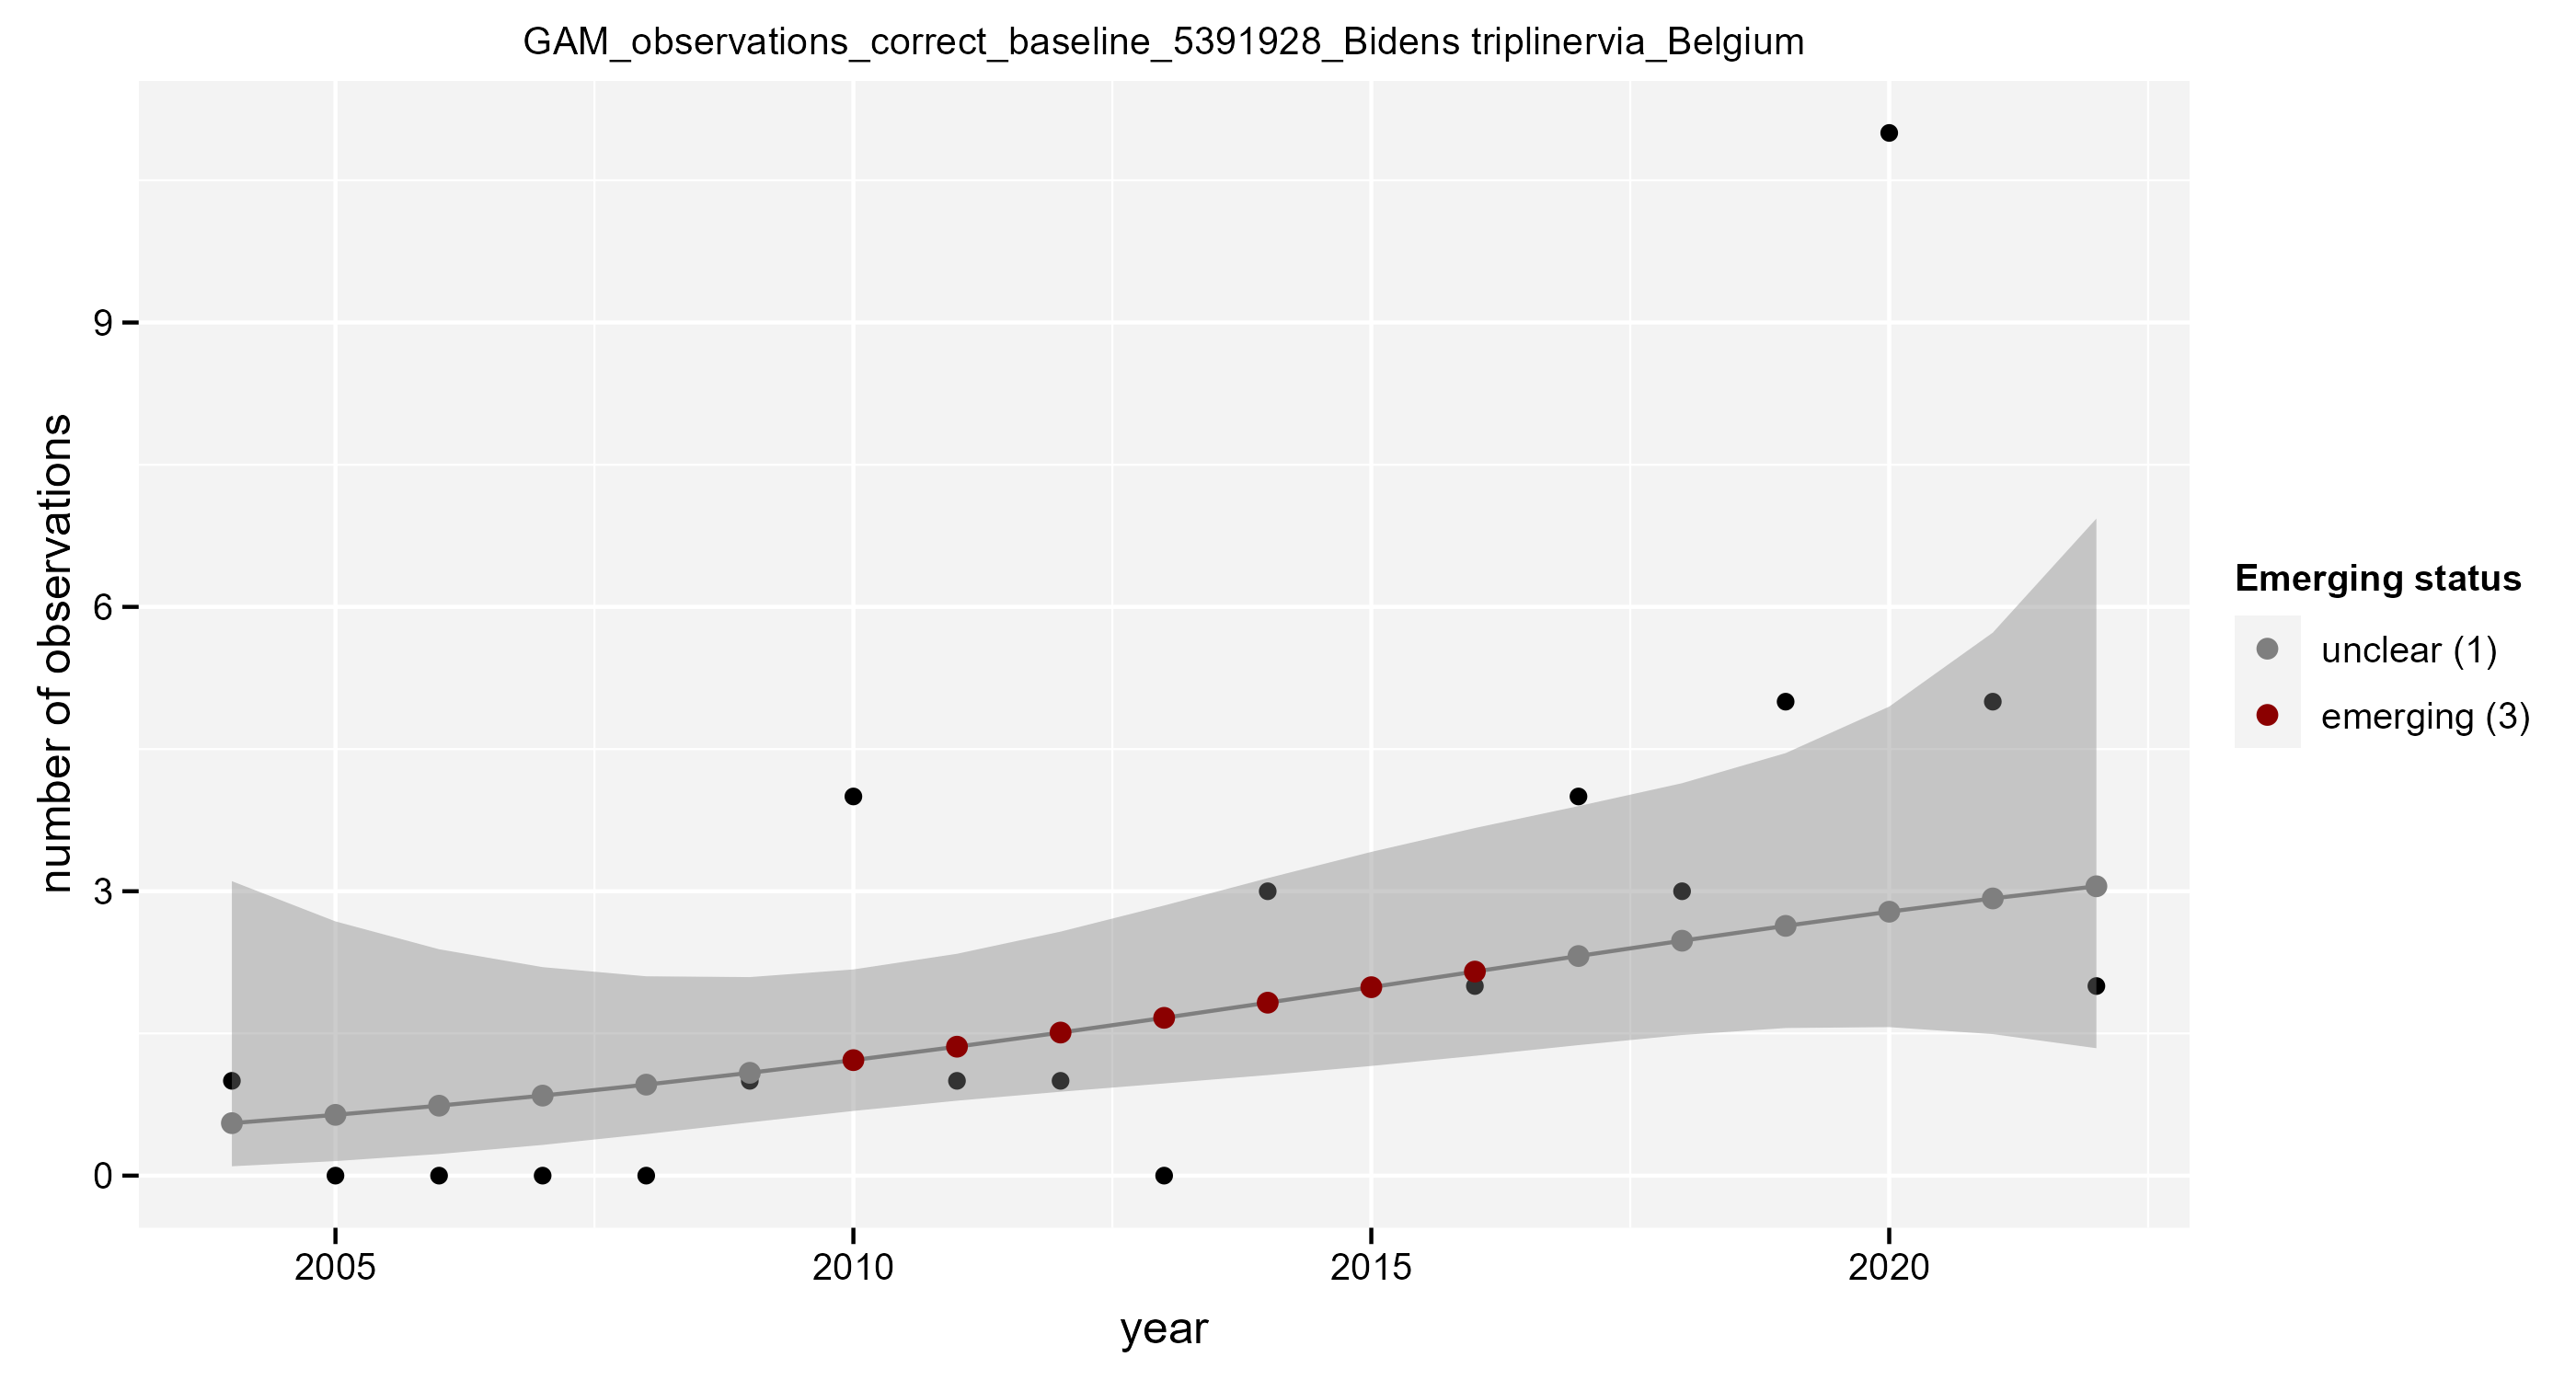 GAM_observations_correct_baseline_5391928_Bidens triplinervia_Belgium
number of observations
9
6
3
0
2005
2010
2015
2020
year
Emerging status
unclear (1)
emerging (3)